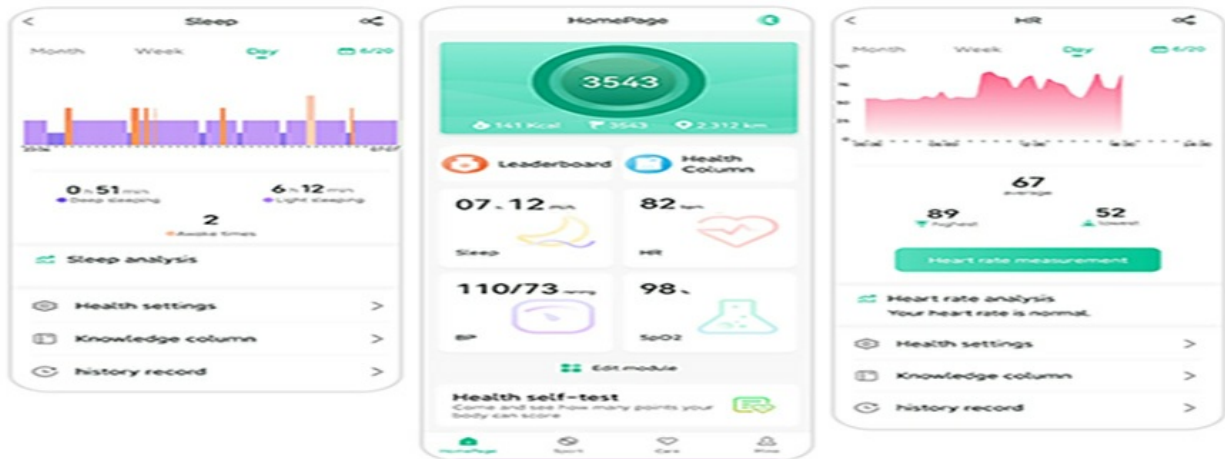 Sleep
Month Week Day 6/20
07:07
0 h 51 min 6 h 12 min
Deep sleeping Light sleeping
2
Awake times
Sleep analysis
Health settings
Knowledge column
history record
HomePage
3543
141 Kcal 3543 2.312 km
Leaderboard Health
Column
07 h 12 min 82 bpm
Sleep HR
110/73 mmHg 98 %
BP SpO2
Edit module
Health self-test
Come and see how many points your
body can score
HomePage Sport Care Mine
HR
Month Week Day 6/20
67
average
89 52
highest lowest
Heart rate measurement
Heart rate analysis
Your heart rate is normal.
Health settings
Knowledge column
history record